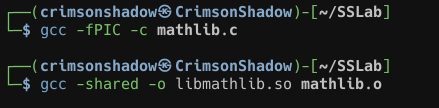 ┌──(crimsonshadow㉿CrimsonShadow)-[~/SSLab]
└─$ gcc -fPIC -c mathlib.c
┌──(crimsonshadow㉿CrimsonShadow)-[~/SSLab]
└─$ gcc -shared -o libmathlib.so mathlib.o